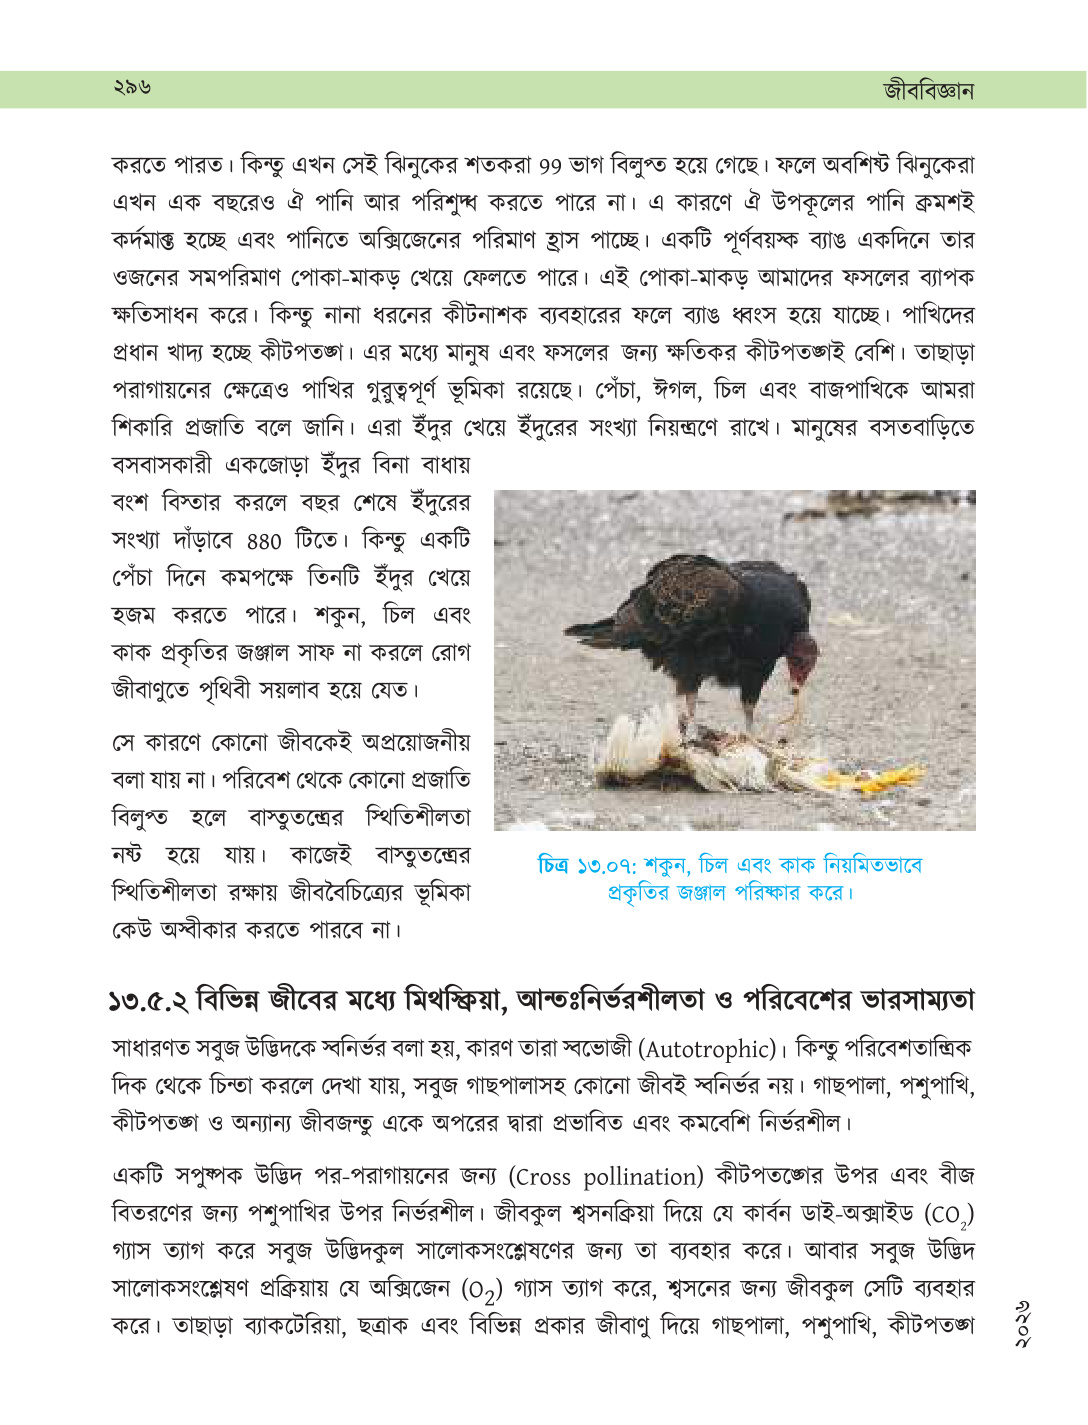 ২৯৬
জীববিজ্ঞান
করতে পারত। কিন্তু এখন সেই ঝিনুকের শতকরা 99 ভাগ বিলুপ্ত হয়ে গেছে। ফলে অবশিষ্ট ঝিনুকেরা
এখন এক বছরেও ঐ পানি আর পরিশুদ্ধ করতে পারে না। এ কারণে ঐ উপকূলের পানি ক্রমশই
কর্দমাক্ত হচ্ছে এবং পানিতে অক্সিজেনের পরিমাণ হ্রাস পাচ্ছে। একটি পূর্ণবয়স্ক ব্যাঙ একদিনে তার
ওজনের সমপরিমাণ পোকা-মাকড় খেয়ে ফেলতে পারে। এই পোকা-মাকড় আমাদের ফসলের ব্যাপক
ক্ষতিসাধন করে। কিন্তু নানা ধরনের কীটনাশক ব্যবহারের ফলে ব্যাঙ ধ্বংস হয়ে যাচ্ছে। পাখিদের
প্রধান খাদ্য হচ্ছে কীটপতঙ্গ। এর মধ্যে মানুষ এবং ফসলের জন্য ক্ষতিকর কীটপতঙ্গই বেশি। তাছাড়া
পরাগায়নের ক্ষেত্রেও পাখির গুরুত্বপূর্ণ ভূমিকা রয়েছে। পেঁচা, ঈগল, চিল এবং বাজপাখিকে আমরা
শিকারি প্রজাতি বলে জানি। এরা ইঁদুর খেয়ে ইঁদুরের সংখ্যা নিয়ন্ত্রণে রাখে। মানুষের বসতবাড়িতে
বসবাসকারী একজোড়া ইঁদুর বিনা বাধায়
বংশ বিস্তার করলে বছর শেষে ইঁদুরের
সংখ্যা দাঁড়াবে 880 টিতে। কিন্তু একটি
পেঁচা দিনে কমপক্ষে তিনটি ইঁদুর খেয়ে
হজম করতে পারে। শকুন, চিল এবং
কাক প্রকৃতির জঞ্জাল সাফ না করলে রোগ
জীবাণুতে পৃথিবী সয়লাব হয়ে যেত।
সে কারণে কোনো জীবকেই অপ্রয়োজনীয়
বলা যায় না। পরিবেশ থেকে কোনো প্রজাতি
বিলুপ্ত হলে বাস্তুতন্ত্রের স্থিতিশীলতা
নষ্ট হয়ে যায়। কাজেই বাস্তুতন্ত্রের
স্থিতিশীলতা রক্ষায় জীববৈচিত্র্যের ভূমিকা
কেউ অস্বীকার করতে পারবে না।
চিত্র ১৩.০৭: শকুন, চিল এবং কাক নিয়মিতভাবে
প্রকৃতির জঞ্জাল পরিষ্কার করে।
১৩.৫.২ বিভিন্ন জীবের মধ্যে মিথস্ক্রিয়া, আন্তঃনির্ভরশীলতা ও পরিবেশের ভারসাম্যতা
সাধারণত সবুজ উদ্ভিদকে স্বনির্ভর বলা হয়, কারণ তারা স্বভোজী (Autotrophic)। কিন্তু পরিবেশতান্ত্রিক
দিক থেকে চিন্তা করলে দেখা যায়, সবুজ গাছপালাসহ কোনো জীবই স্বনির্ভর নয়। গাছপালা, পশুপাখি,
কীটপতঙ্গ ও অন্যান্য জীবজন্তু একে অপরের দ্বারা প্রভাবিত এবং কমবেশি নির্ভরশীল।
একটি সপুষ্পক উদ্ভিদ পর-পরাগায়নের জন্য (Cross pollination) কীটপতঙ্গের উপর এবং বীজ
বিতরণের জন্য পশুপাখির উপর নির্ভরশীল। জীবকুল শ্বসনক্রিয়া দিয়ে যে কার্বন ডাই-অক্সাইড (CO₂)
গ্যাস ত্যাগ করে সবুজ উদ্ভিদকুল সালোকসংশ্লেষণের জন্য তা ব্যবহার করে। আবার সবুজ উদ্ভিদ
সালোকসংশ্লেষণ প্রক্রিয়ায় যে অক্সিজেন (O₂) গ্যাস ত্যাগ করে, শ্বসনের জন্য জীবকুল সেটি ব্যবহার
করে। তাছাড়া ব্যাকটেরিয়া, ছত্রাক এবং বিভিন্ন প্রকার জীবাণু দিয়ে গাছপালা, পশুপাখি, কীটপতঙ্গ
২০২৬